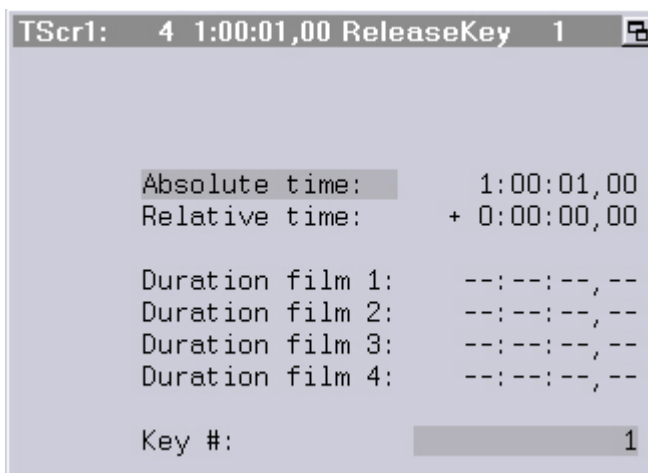 TScr1: 4 1:00:01,00 ReleaseKey 1
Absolute time: 1:00:01,00
Relative time: + 0:00:00,00
Duration film 1: --:--:--,--
Duration film 2: --:--:--,--
Duration film 3: --:--:--,--
Duration film 4: --:--:--,--
Key #: 1